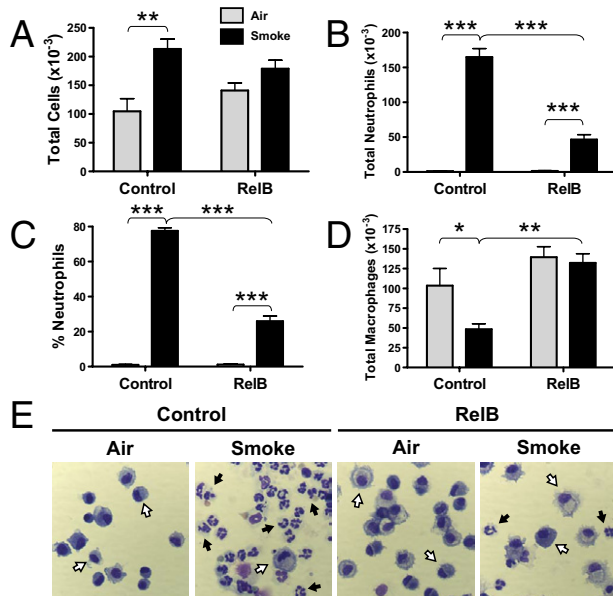 A
Total Cells (x10⁻³)
250
200
150
100
50
0
**
Air
Smoke
Control
RelB
B
Total Neutrophils (x10⁻³)
200
150
100
50
0
***
***
***
Control
RelB
C
% Neutrophils
80
60
40
20
0
***
***
***
Control
RelB
D
Total Macrophages (x10⁻³)
175
150
125
100
75
50
25
0
*
**
Control
RelB
E
Control
RelB
Air
Smoke
Air
Smoke